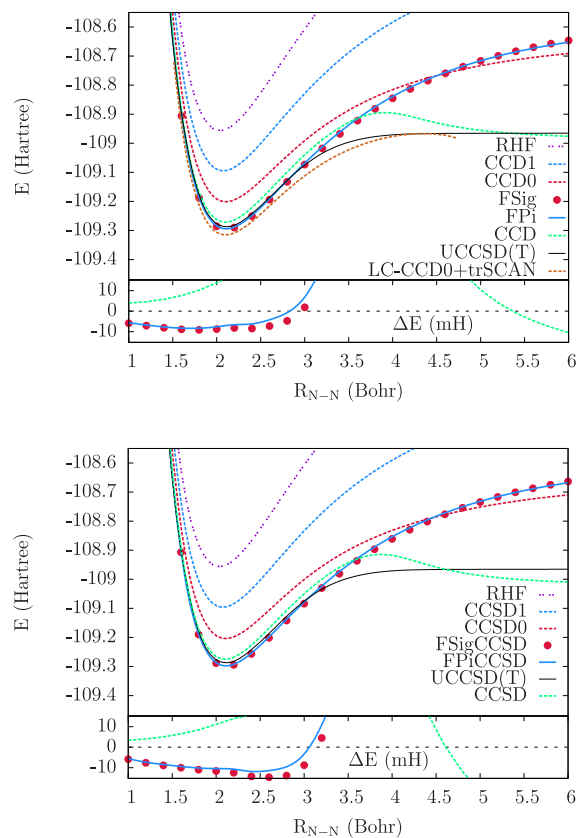 -108.6
-108.7
-108.8
-108.9
-109
-109.1
-109.2
-109.3
-109.4
E (Hartree)
RHF
CCD1
CCD0
FSig
FPi
CCD
UCCSD(T)
LC-CCD0+trSCAN
10
0
-10
ΔE (mH)
1 1.5 2 2.5 3 3.5 4 4.5 5 5.5 6
R_{N−N} (Bohr)
-108.6
-108.7
-108.8
-108.9
-109
-109.1
-109.2
-109.3
-109.4
E (Hartree)
RHF
CCSD1
CCSD0
FSigCCSD
FPiCCSD
UCCSD(T)
CCSD
10
0
-10
ΔE (mH)
1 1.5 2 2.5 3 3.5 4 4.5 5 5.5 6
R_{N−N} (Bohr)